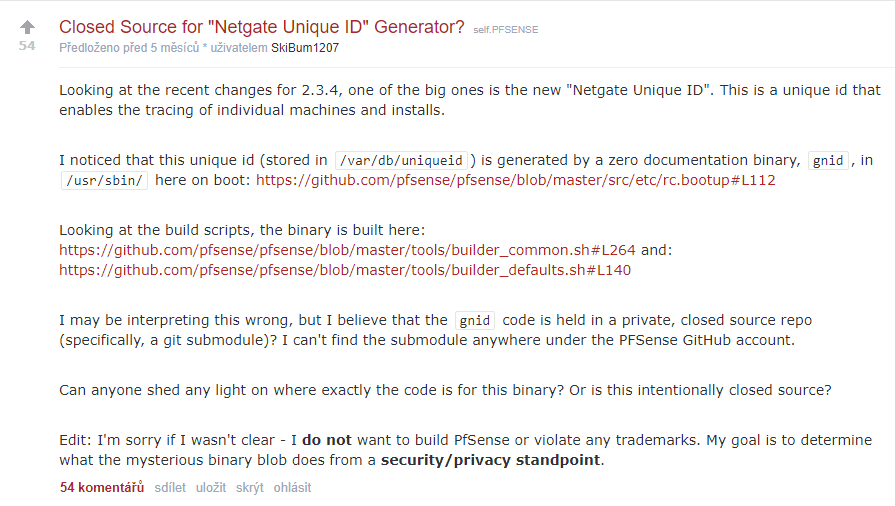 Closed Source for "Netgate Unique ID" Generator? self.PFSENSE
54
Předloženo před 5 měsíců * uživatelem SkiBum1207
Looking at the recent changes for 2.3.4, one of the big ones is the new "Netgate Unique ID". This is a unique id that
enables the tracing of individual machines and installs.
I noticed that this unique id (stored in /var/db/uniqueid ) is generated by a zero documentation binary, gnid , in
/usr/sbin/ here on boot: https://github.com/pfsense/pfsense/blob/master/src/etc/rc.bootup#L112
Looking at the build scripts, the binary is built here:
https://github.com/pfsense/pfsense/blob/master/tools/builder_common.sh#L264 and:
https://github.com/pfsense/pfsense/blob/master/tools/builder_defaults.sh#L140
I may be interpreting this wrong, but I believe that the gnid code is held in a private, closed source repo
(specifically, a git submodule)? I can't find the submodule anywhere under the PFSense GitHub account.
Can anyone shed any light on where exactly the code is for this binary? Or is this intentionally closed source?
Edit: I'm sorry if I wasn't clear - I do not want to build PfSense or violate any trademarks. My goal is to determine
what the mysterious binary blob does from a security/privacy standpoint.
54 komentářů sdílet uložit skrýt ohlásit